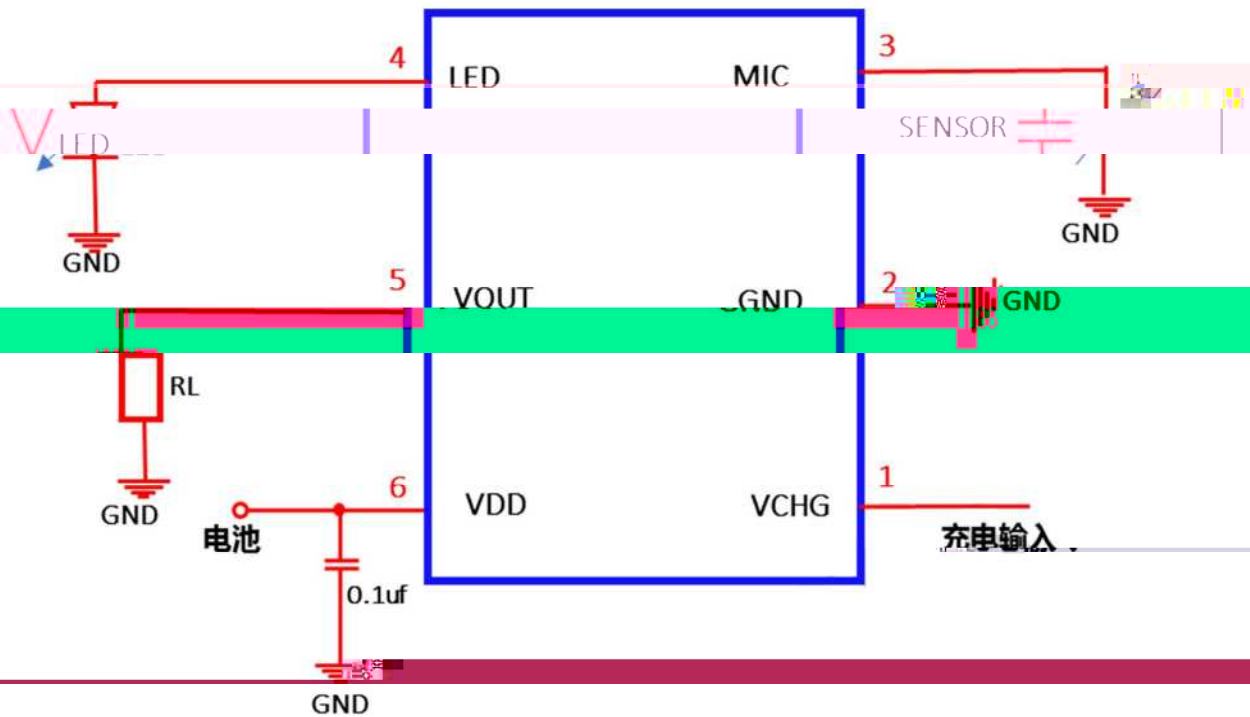 4
3
LED
MIC
LED
SENSOR
GND
GND
5
2
VOUT
GND
GND
RL
GND
6
1
VDD
VCHG
电池
充电输入
0.1uf
GND